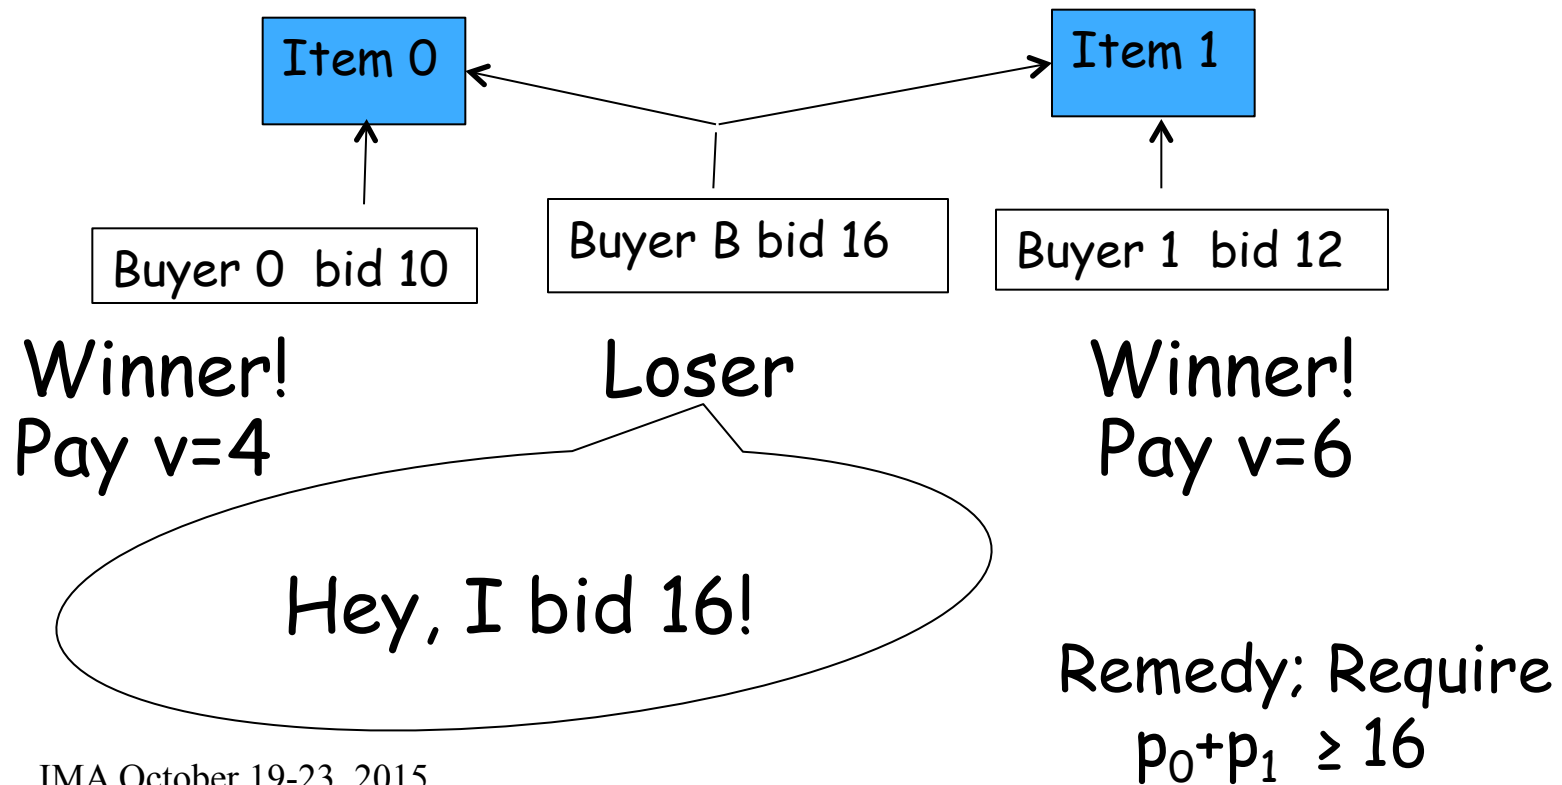 Item 0
Item 1
Buyer 0 bid 10
Buyer B bid 16
Buyer 1 bid 12
Winner!
Pay v=4
Loser
Winner!
Pay v=6
Hey, I bid 16!
Remedy; Require
p₀+p₁ ≥ 16
IMA October 19-23, 2015